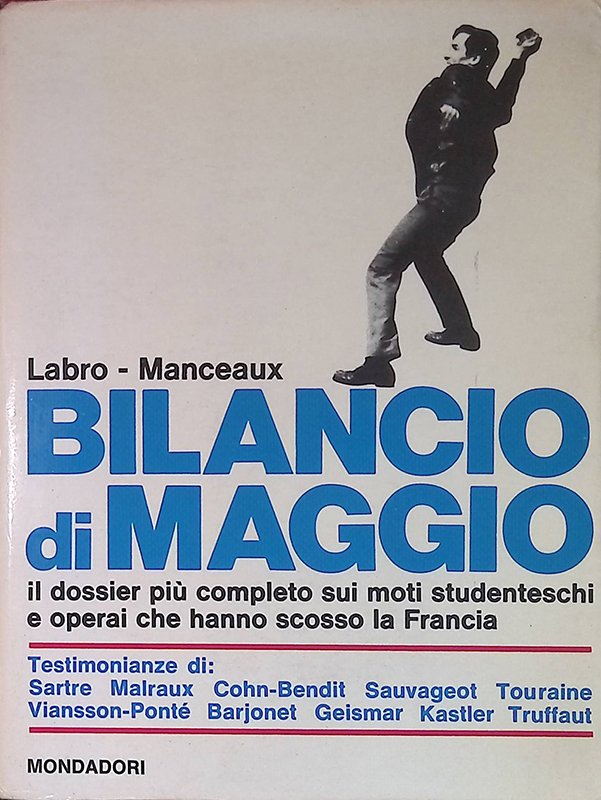 Labro - Manceaux
BILANCIO
di MAGGIO
il dossier più completo sui moti studenteschi
e operai che hanno scosso la Francia
Testimonianze di:
Sartre Malraux Cohn-Bendit Sauvageot Touraine
Viansson-Ponté Barjonet Geismar Kastler Truffaut
MONDADORI